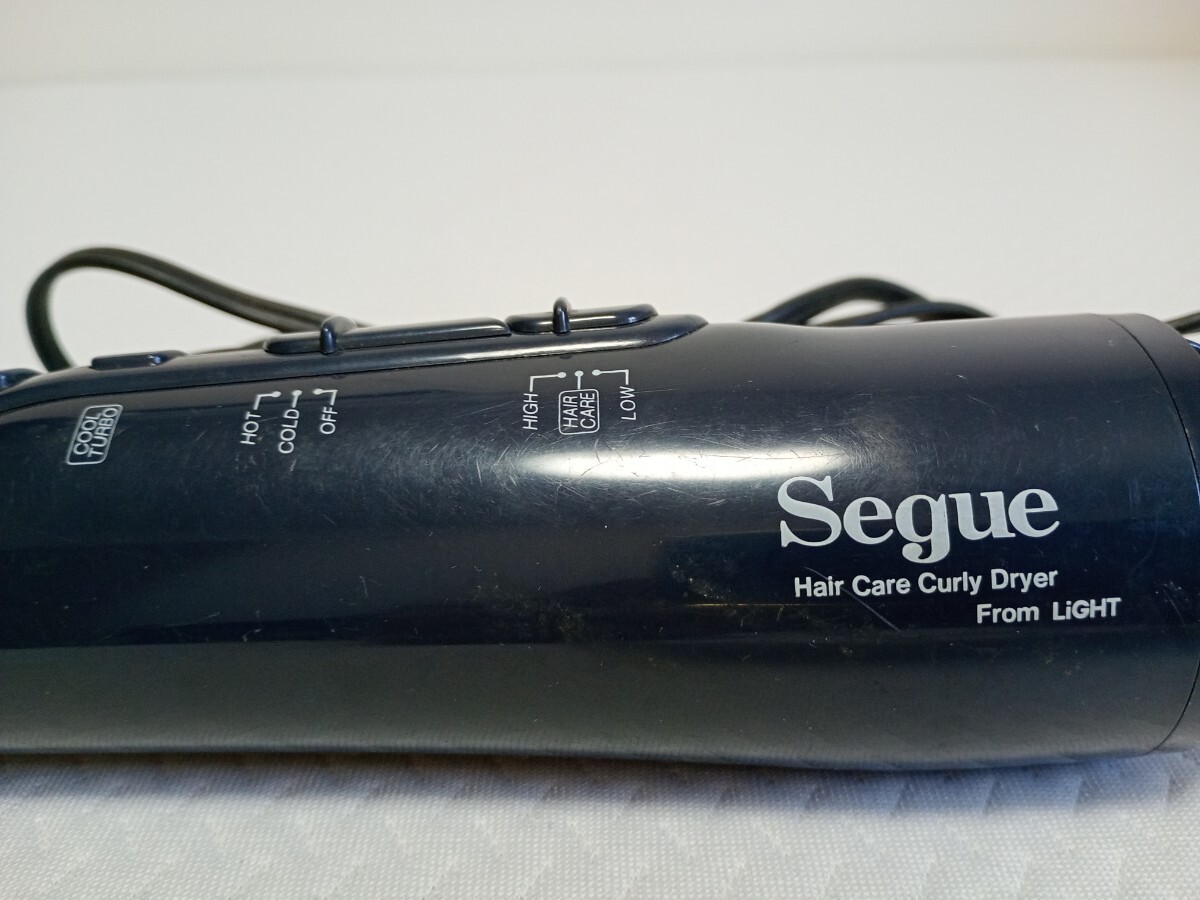 COOL
TURBO
HOT
COLD
OFF
HIGH
HAIR
CARE
LOW
Segue
Hair Care Curly Dryer
From LiGHT